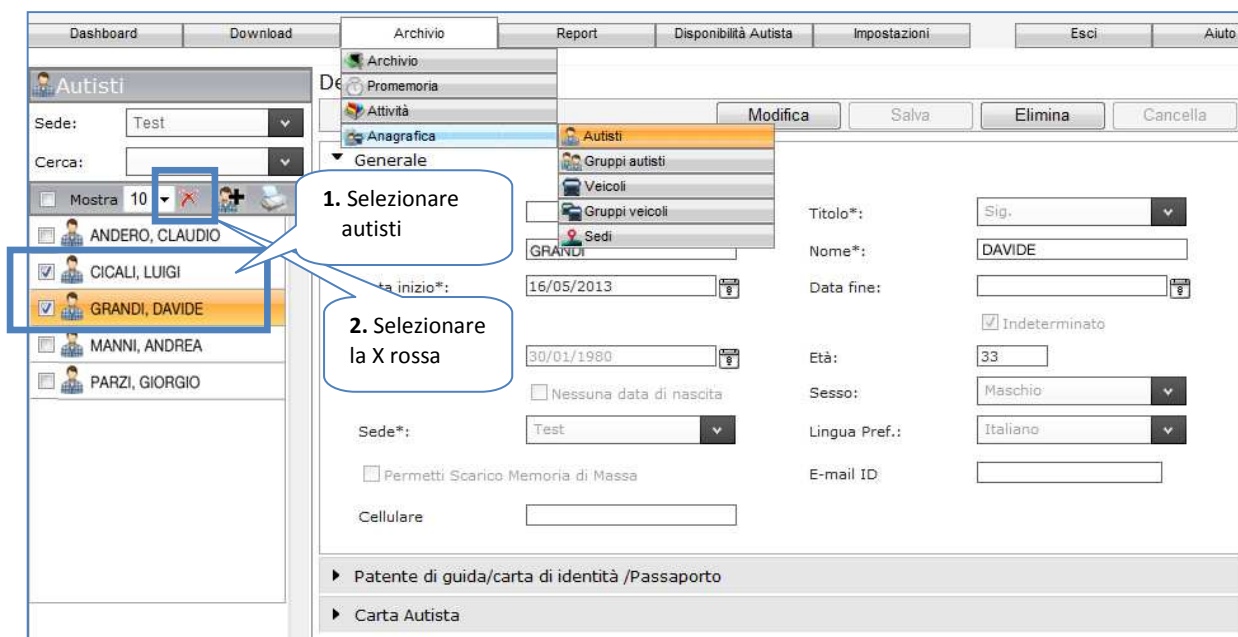 Dashboard Download Archivio Report Disponibilità Autista Impostazioni Esci Aiuto
Archivio
Promemoria
Attività
Anagrafica
Autisti
Gruppi autisti
Veicoli
Gruppi veicoli
Sedi
Autisti
Sede: Test
Cerca:
Mostra 10
ANDERO, CLAUDIO
CICALI, LUIGI
GRANDI, DAVIDE
MANNI, ANDREA
PARZI, GIORGIO
1. Selezionare
autisti
2. Selezionare
la X rossa
De
Modifica Salva Elimina Cancella
Generale
Titolo*: Sig.
GRANDI Nome*: DAVIDE
ta inizio*: 16/05/2013 Data fine:
Indeterminato
30/01/1980 Età: 33
Nessuna data di nascita Sesso: Maschio
Sede*: Test Lingua Pref.: Italiano
Permetti Scarico Memoria di Massa E-mail ID
Cellulare
Patente di guida/carta di identità /Passaporto
Carta Autista